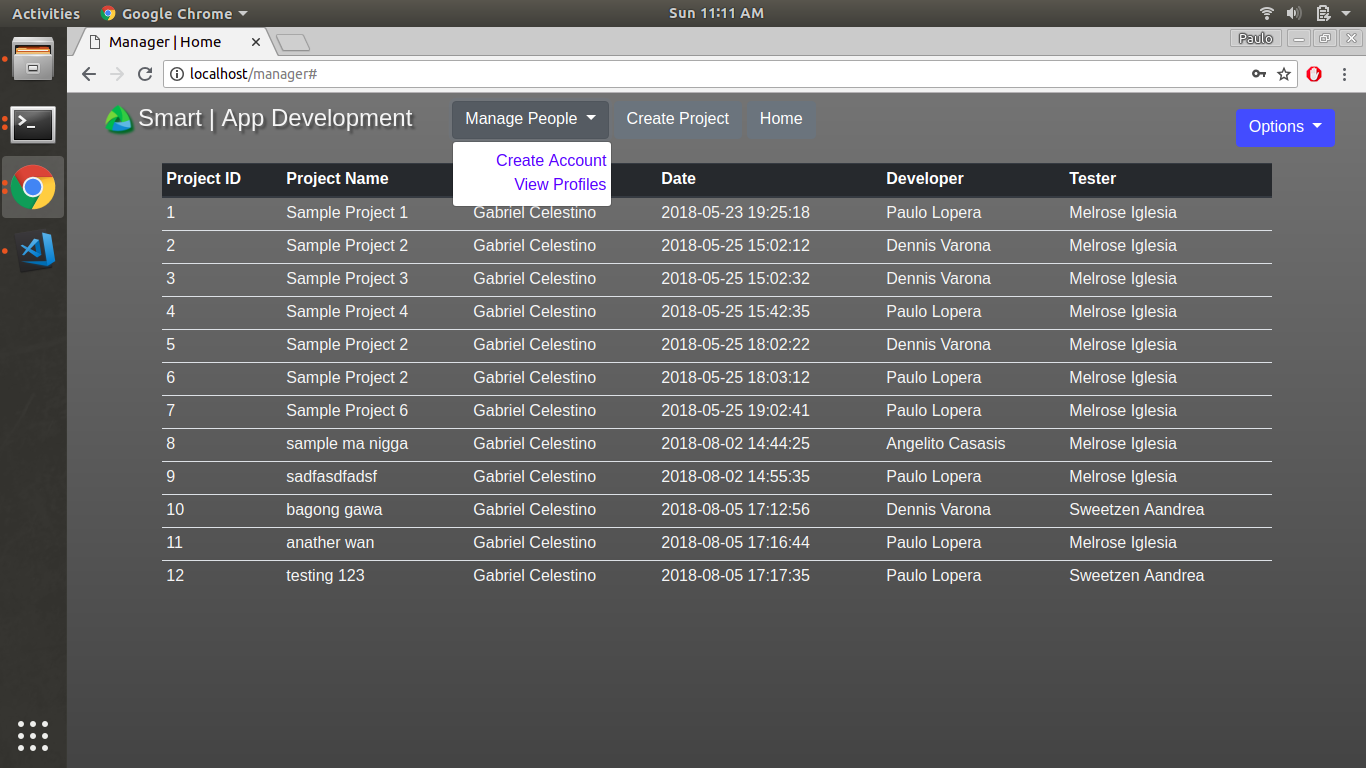 Activities Google Chrome Sun 11:11 AM
Manager | Home Paulo
localhost/manager#
Smart | App Development Manage People Create Project Home Options
Create Account
View Profiles
Project ID Project Name Date Developer Tester
1 Sample Project 1 Gabriel Celestino 2018-05-23 19:25:18 Paulo Lopera Melrose Iglesia
2 Sample Project 2 Gabriel Celestino 2018-05-25 15:02:12 Dennis Varona Melrose Iglesia
3 Sample Project 3 Gabriel Celestino 2018-05-25 15:02:32 Dennis Varona Melrose Iglesia
4 Sample Project 4 Gabriel Celestino 2018-05-25 15:42:35 Paulo Lopera Melrose Iglesia
5 Sample Project 2 Gabriel Celestino 2018-05-25 18:02:22 Dennis Varona Melrose Iglesia
6 Sample Project 2 Gabriel Celestino 2018-05-25 18:03:12 Paulo Lopera Melrose Iglesia
7 Sample Project 6 Gabriel Celestino 2018-05-25 19:02:41 Paulo Lopera Melrose Iglesia
8 sample ma nigga Gabriel Celestino 2018-08-02 14:44:25 Angelito Casasis Melrose Iglesia
9 sadfasdfadsf Gabriel Celestino 2018-08-02 14:55:35 Paulo Lopera Melrose Iglesia
10 bagong gawa Gabriel Celestino 2018-08-05 17:12:56 Dennis Varona Sweetzen Aandrea
11 anather wan Gabriel Celestino 2018-08-05 17:16:44 Paulo Lopera Melrose Iglesia
12 testing 123 Gabriel Celestino 2018-08-05 17:17:35 Paulo Lopera Sweetzen Aandrea